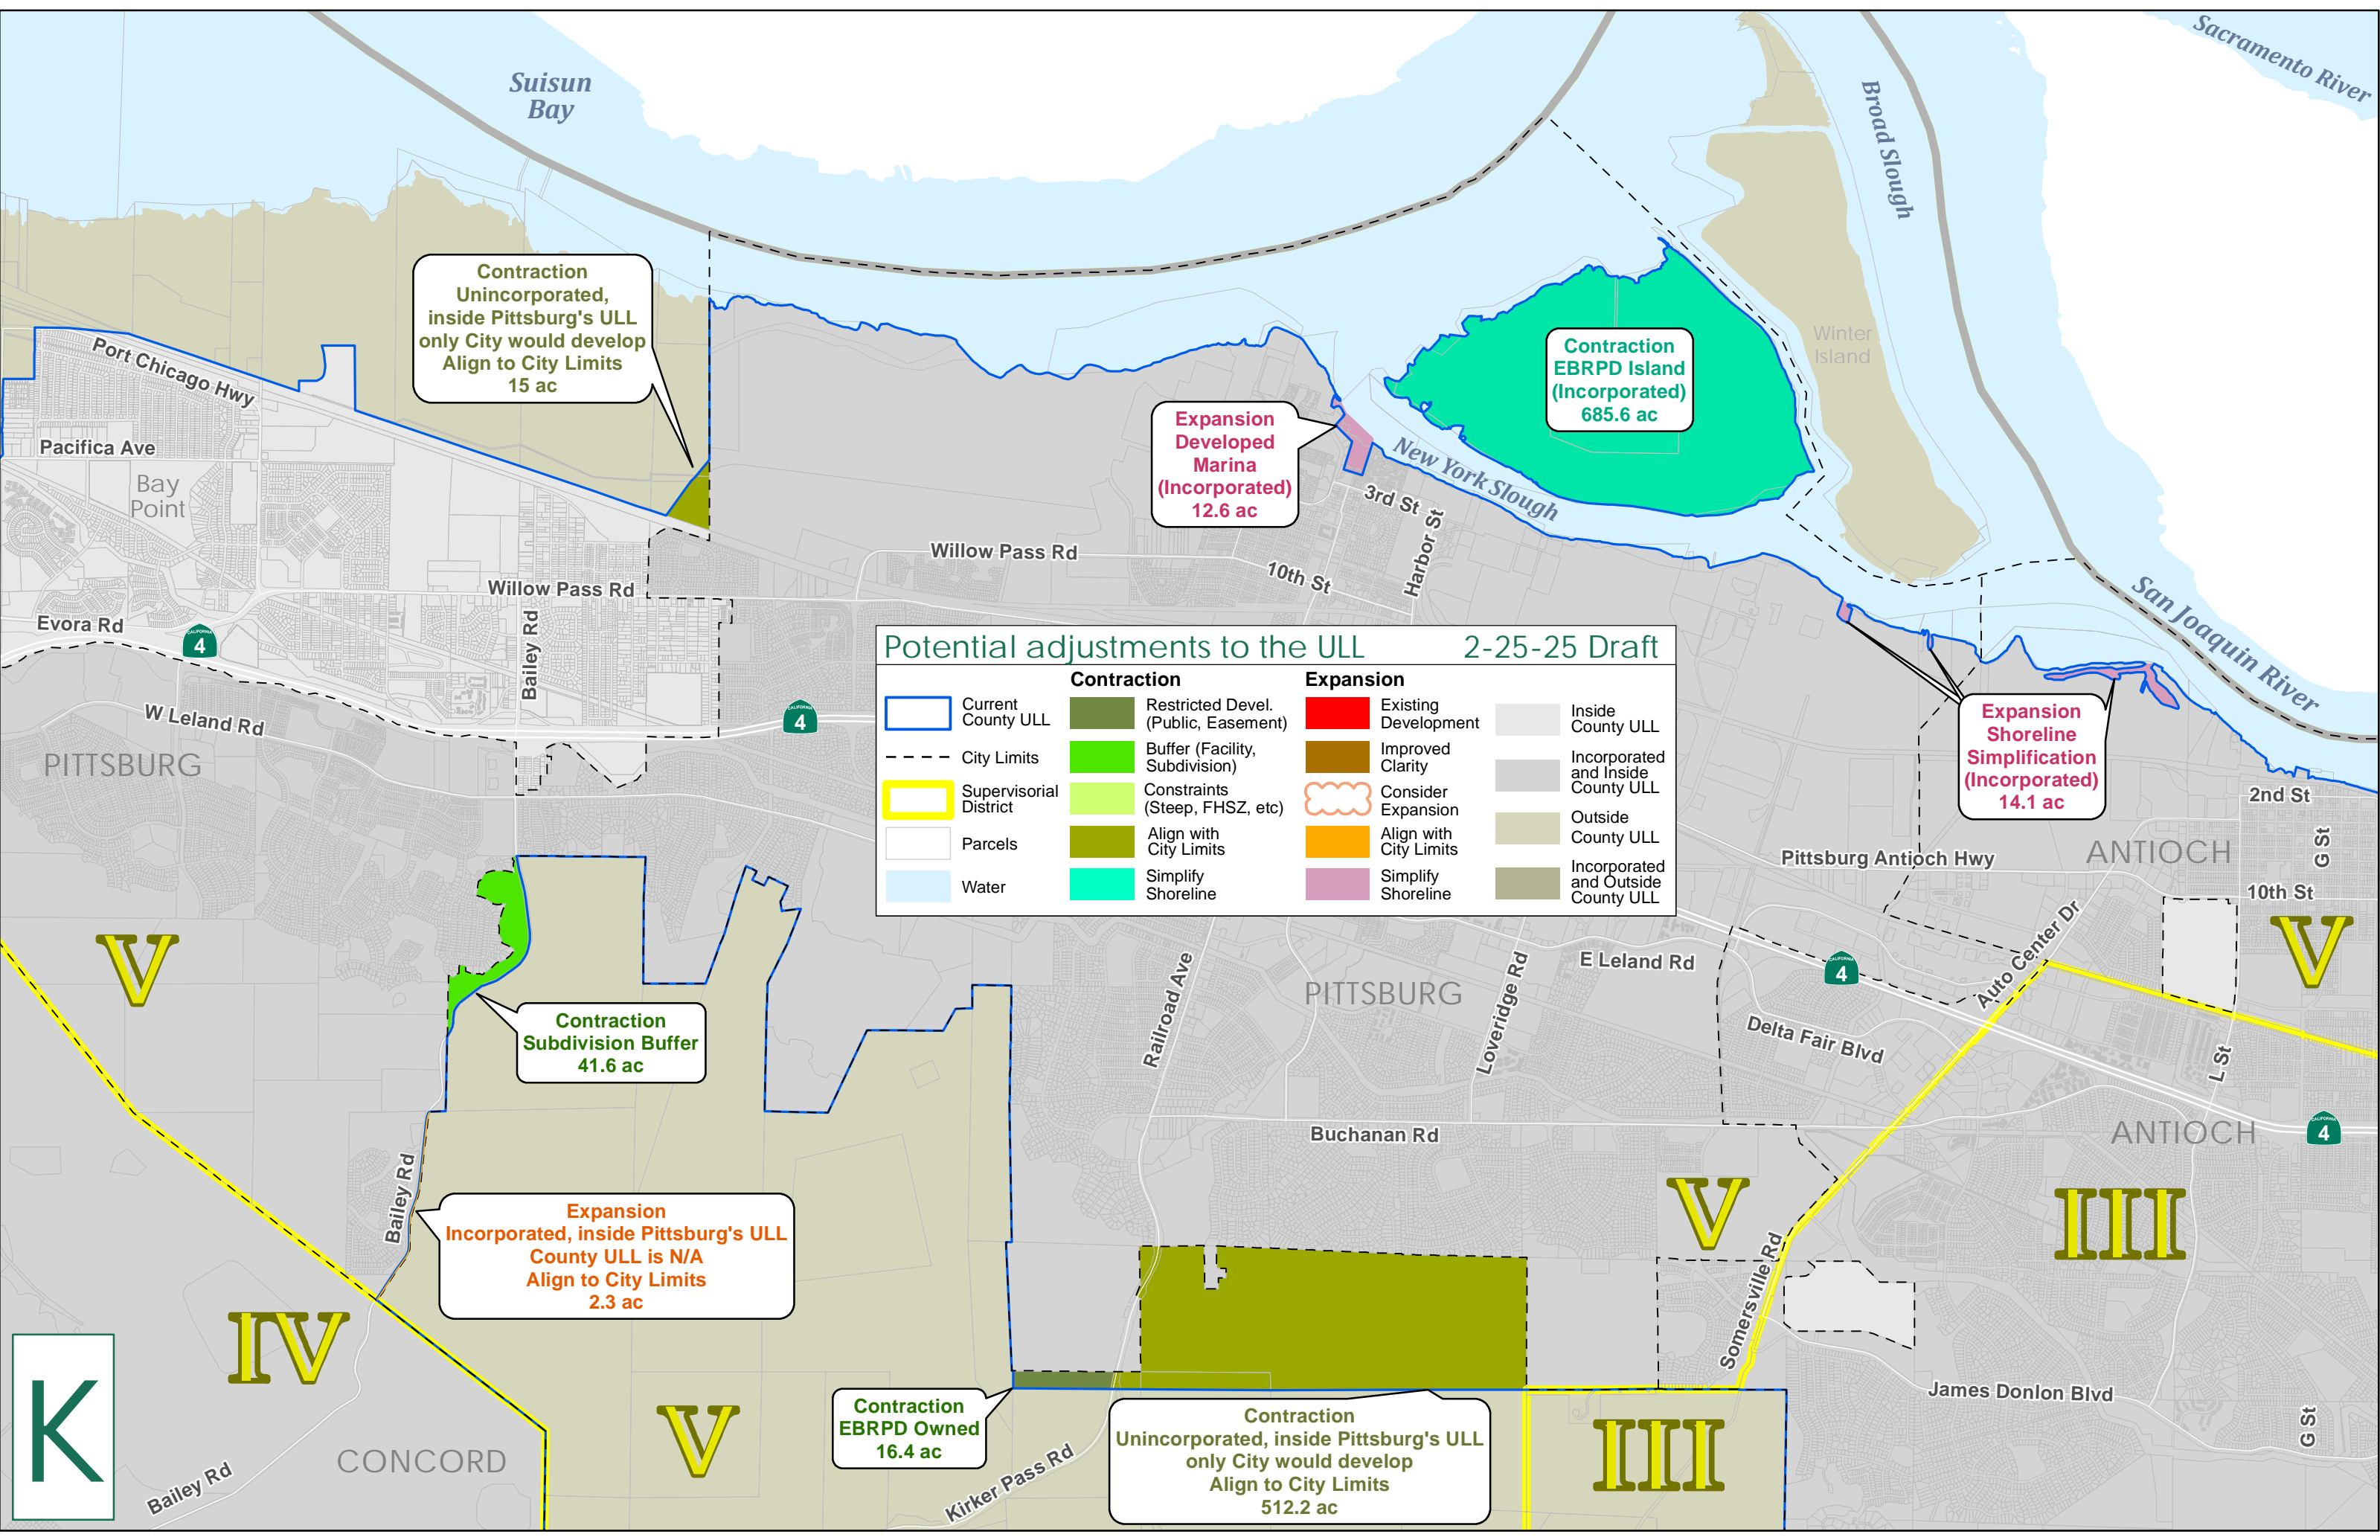 Suisun
Bay
Sacramento River
Broad Slough
Contraction
Unincorporated,
inside Pittsburg's ULL
only City would develop
Align to City Limits
15 ac
Winter
Island
Contraction
EBRPD Island
(Incorporated)
685.6 ac
Port Chicago Hwy
Expansion
Developed
Marina
(Incorporated)
12.6 ac
New York Slough
Pacifica Ave
Bay
Point
3rd St
Harbor St
Willow Pass Rd
10th St
Willow Pass Rd
Evora Rd
CALIFORNIA
4
Bailey Rd
San Joaquin River
Potential adjustments to the ULL 2-25-25 Draft
Contraction
Expansion
Current
County ULL
City Limits
Supervisorial
District
Parcels
Water
Restricted Devel.
(Public, Easement)
Buffer (Facility,
Subdivision)
Constraints
(Steep, FHSZ, etc)
Align with
City Limits
Simplify
Shoreline
Existing
Development
Improved
Clarity
Consider
Expansion
Align with
City Limits
Simplify
Shoreline
Inside
County ULL
Incorporated
and Inside
County ULL
Outside
County ULL
Incorporated
and Outside
County ULL
W Leland Rd
CALIFORNIA
4
PITTSBURG
Expansion
Shoreline
Simplification
(Incorporated)
14.1 ac
2nd St
G St
Pittsburg Antioch Hwy
ANTIOCH
10th St
V
V
E Leland Rd
CALIFORNIA
4
Auto Center Dr
PITTSBURG
Railroad Ave
Loveridge Rd
Contraction
Subdivision Buffer
41.6 ac
Delta Fair Blvd
L St
Buchanan Rd
ANTIOCH
CALIFORNIA
4
Bailey Rd
Expansion
Incorporated, inside Pittsburg's ULL
County ULL is N/A
Align to City Limits
2.3 ac
V
III
Somersville Rd
IV
K
CONCORD
Bailey Rd
V
Contraction
EBRPD Owned
16.4 ac
Kirker Pass Rd
Contraction
Unincorporated, inside Pittsburg's ULL
only City would develop
Align to City Limits
512.2 ac
III
James Donlon Blvd
G St